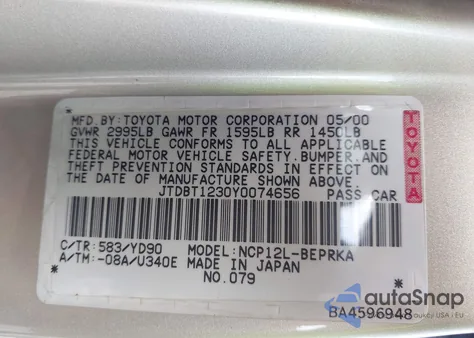 MFD.BY:TOYOTA MOTOR CORPORATION 05/00
GVWR 2995LB GAWR FR 1595LB RR 1450LB
THIS VEHICLE CONFORMS TO ALL APPLICABLE
FEDERAL MOTOR VEHICLE SAFETY,BUMPER,AND
THEFT PREVENTION STANDARDS IN EFFECT ON
THE DATE OF MANUFACTURE SHOWN ABOVE.
JTDBT1230Y0074656 PASS.CAR
TOYOTA
C/TR:583/YD90 MODEL:NCP12L-BEPRKA
A/TM:-08A/U340E MADE IN JAPAN
NO.079
BA4596948
autoSnap